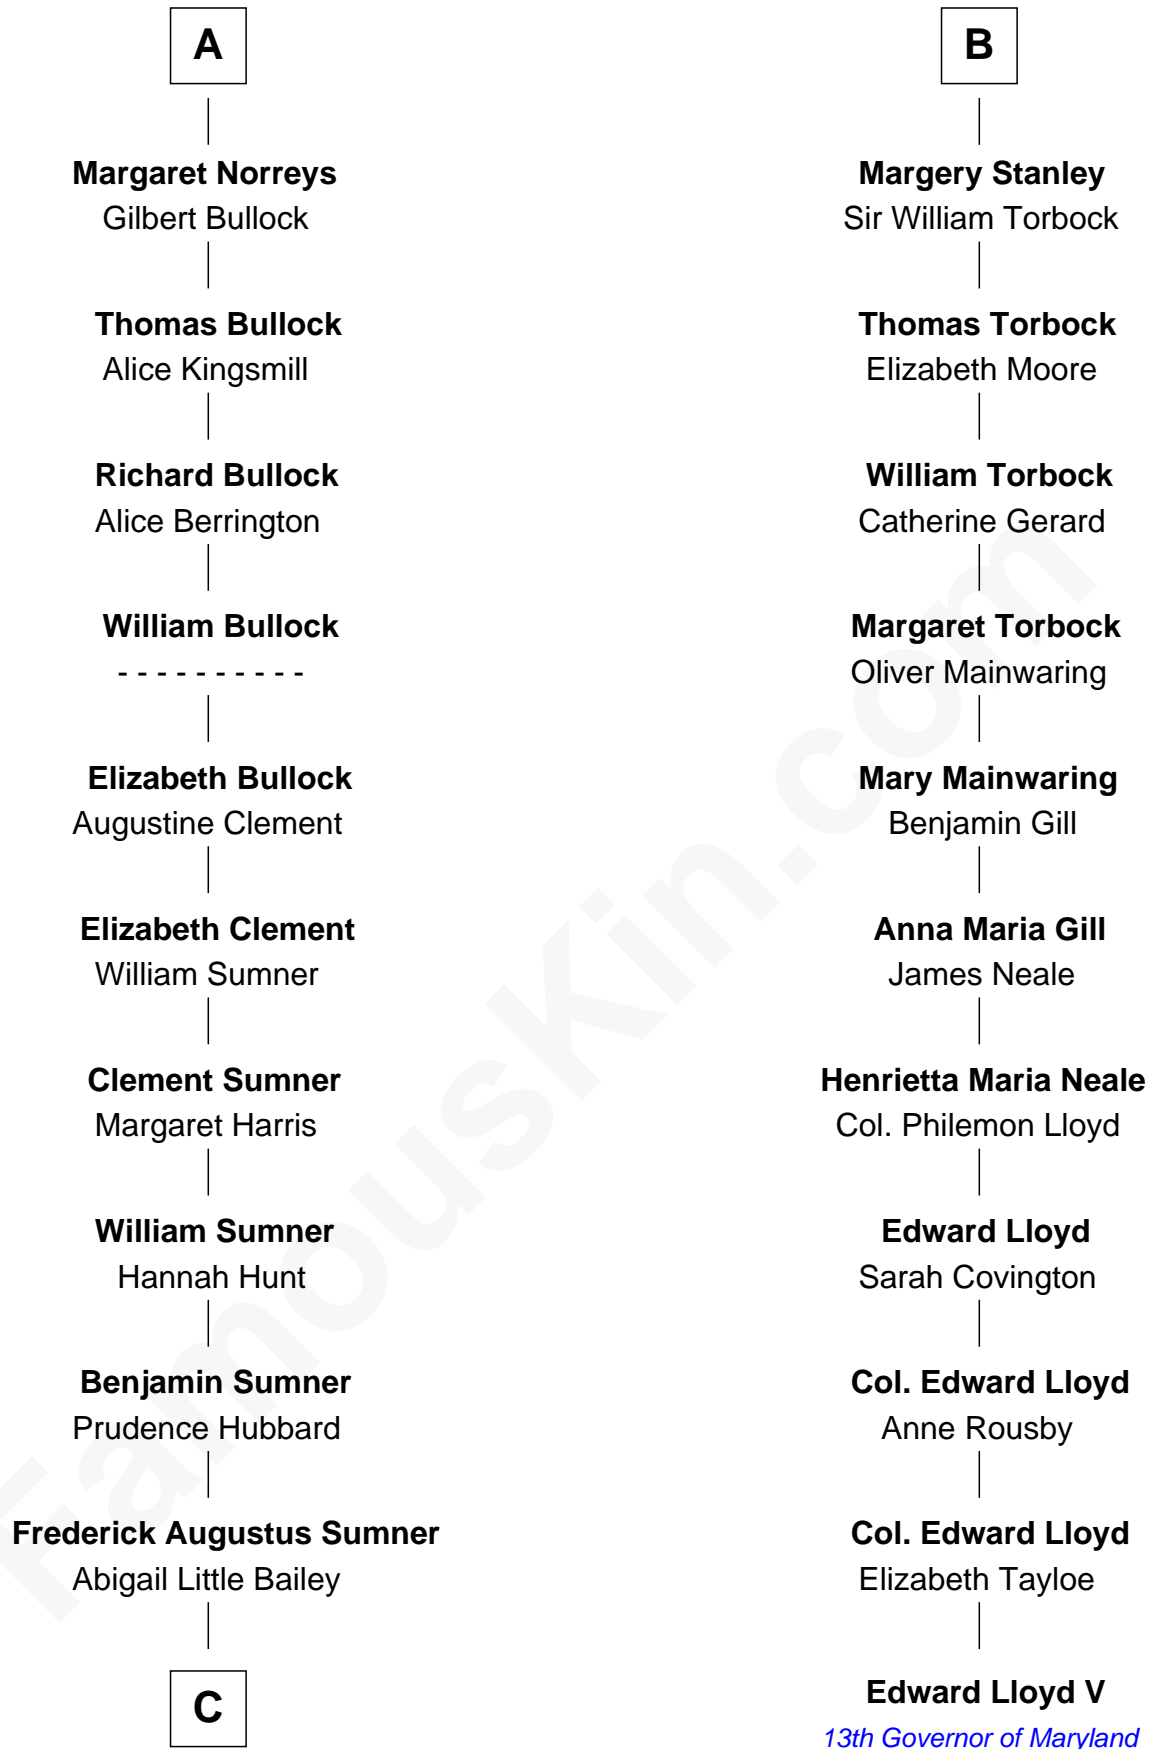 A
Margaret Norreys
Gilbert Bullock
Thomas Bullock
Alice Kingsmill
Richard Bullock
Alice Berrington
William Bullock
- - - - - - - - - -
Elizabeth Bullock
Augustine Clement
Elizabeth Clement
William Sumner
Clement Sumner
Margaret Harris
William Sumner
Hannah Hunt
Benjamin Sumner
Prudence Hubbard
Frederick Augustus Sumner
Abigail Little Bailey
C
B
Margery Stanley
Sir William Torbock
Thomas Torbock
Elizabeth Moore
William Torbock
Catherine Gerard
Margaret Torbock
Oliver Mainwaring
Mary Mainwaring
Benjamin Gill
Anna Maria Gill
James Neale
Henrietta Maria Neale
Col. Philemon Lloyd
Edward Lloyd
Sarah Covington
Col. Edward Lloyd
Anne Rousby
Col. Edward Lloyd
Elizabeth Tayloe
Edward Lloyd V
13th Governor of Maryland
FamousKin.com